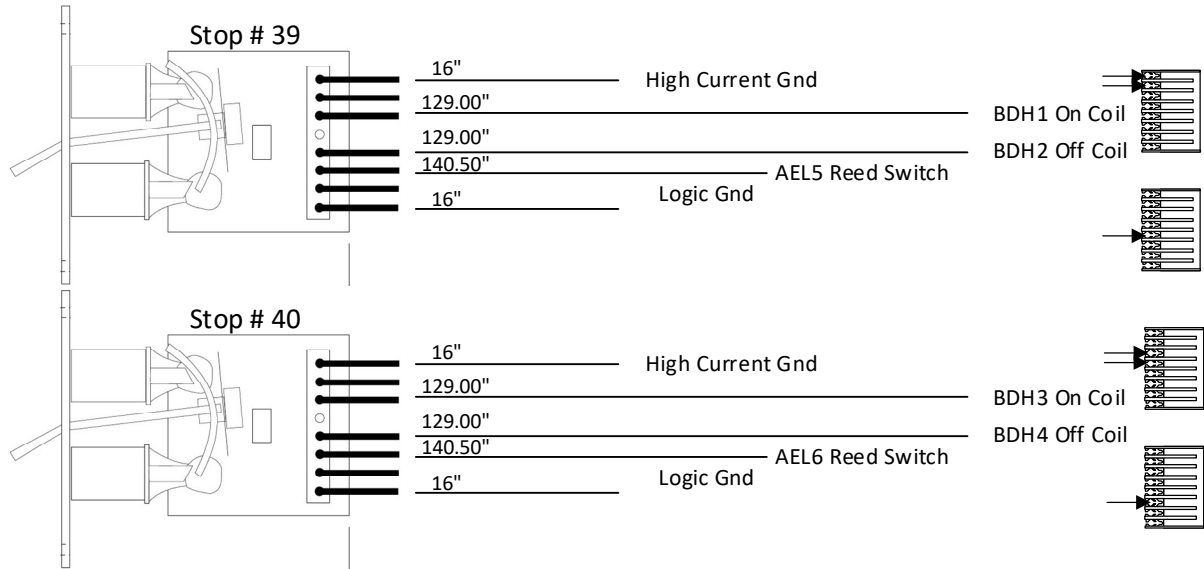 Stop # 39
16"
High Current Gnd
129.00"
BDH1 On Coil
129.00"
BDH2 Off Coil
140.50"
AEL5 Reed Switch
Logic Gnd
16"
Stop # 40
16"
High Current Gnd
129.00"
BDH3 On Coil
129.00"
BDH4 Off Coil
140.50"
AEL6 Reed Switch
Logic Gnd
16"